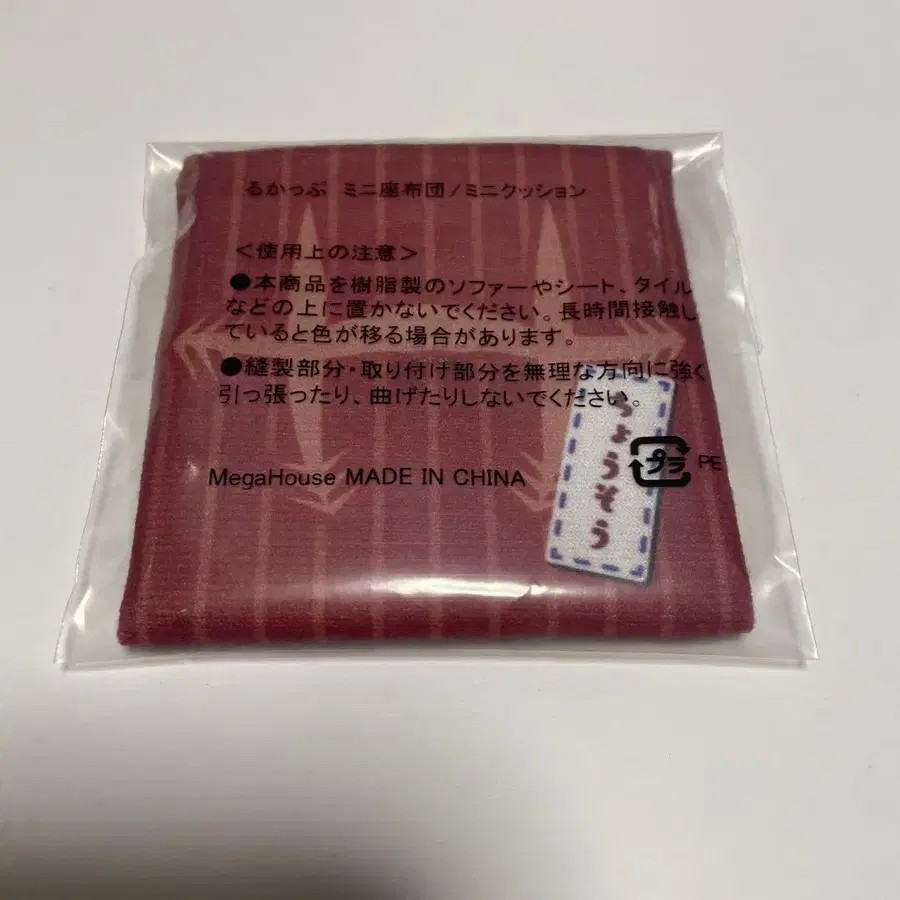 るかっぷ ミニ座布団/ミニクッション
<使用上の注意>
●本商品を樹脂製のソファーやシート、タイル
などの上に置かないでください。長時間接触し
ていると色が移る場合があります。
●縫製部分・取り付け部分を無理な方向に強く
引っ張ったり、曲げたりしないでください。
ちょうそう
プラ PE
MegaHouse MADE IN CHINA